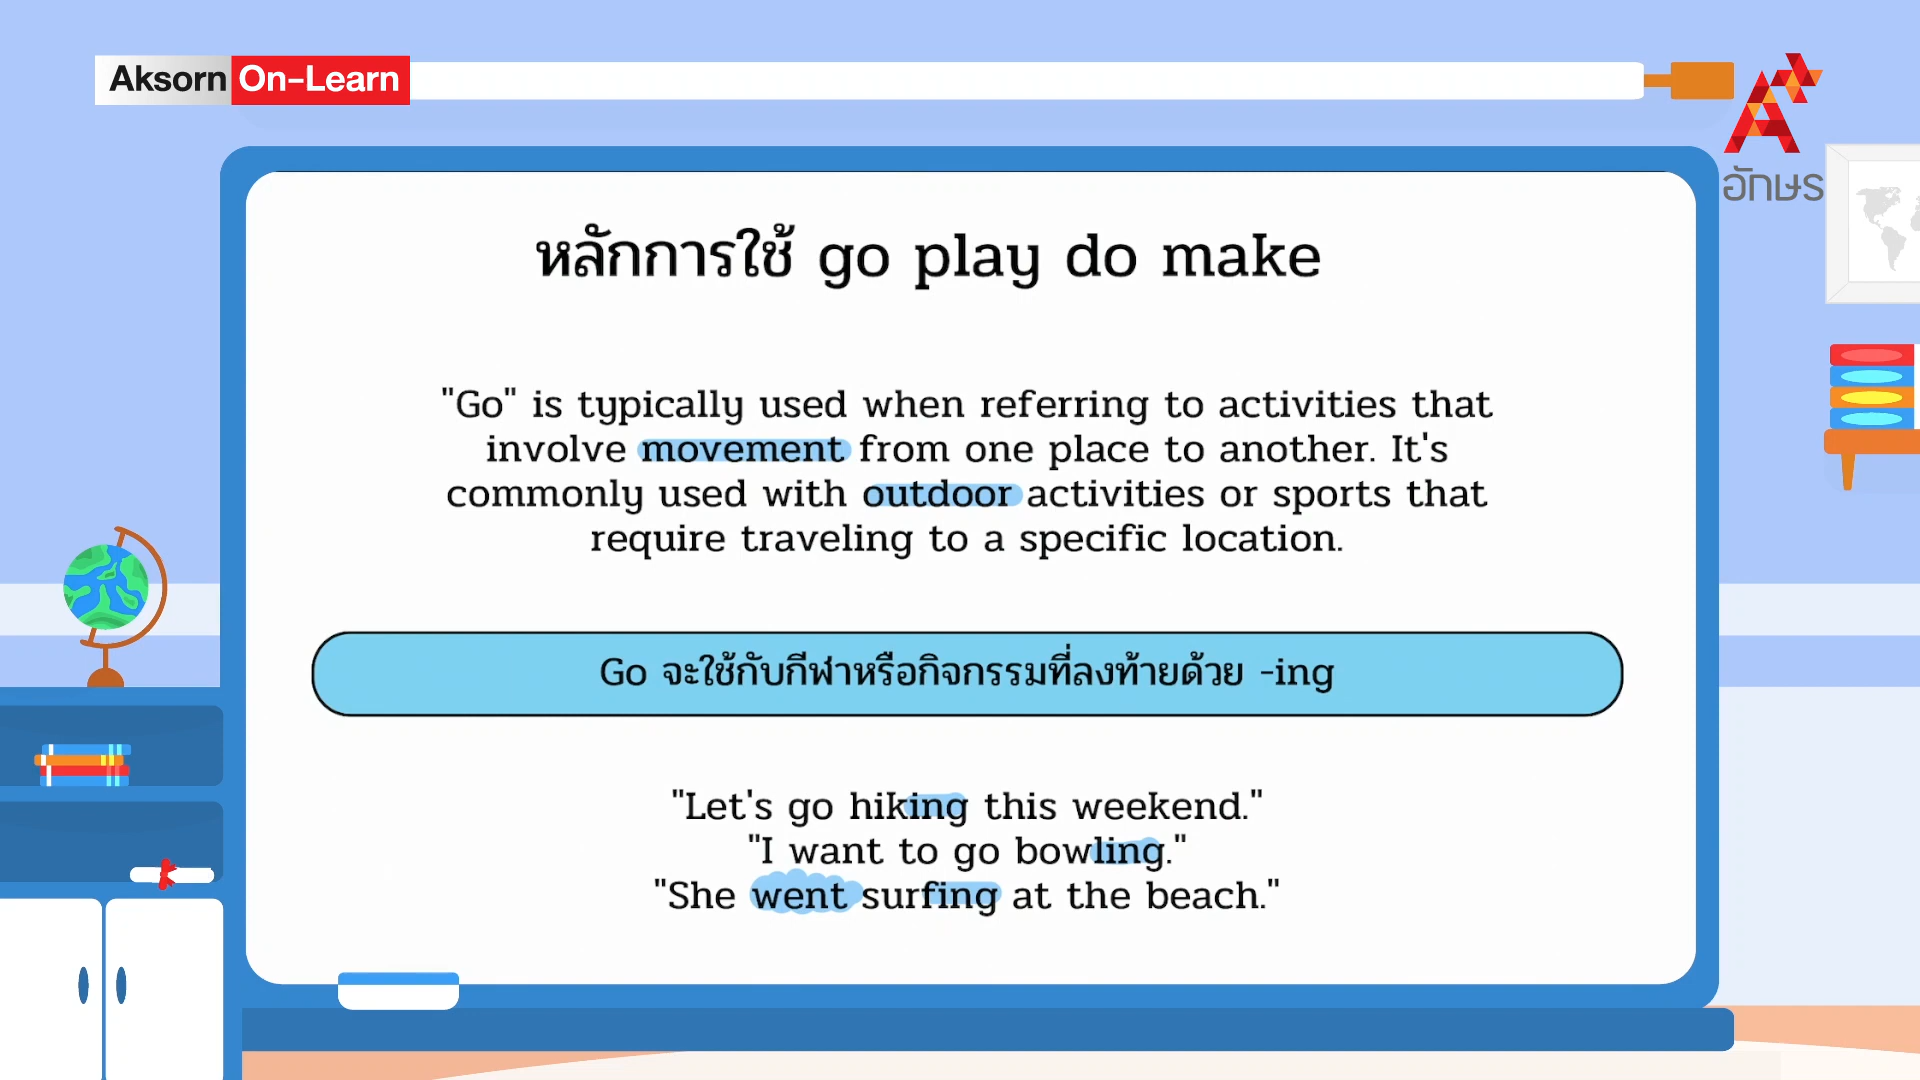 Aksorn On-Learn
อักษร
หลักการใช้ go play do make
"Go" is typically used when referring to activities that
involve movement from one place to another. It's
commonly used with outdoor activities or sports that
require traveling to a specific location.
Go จะใช้กับกีฬาหรือกิจกรรมที่ลงท้ายด้วย -ing
"Let's go hiking this weekend."
"I want to go bowling."
"She went surfing at the beach."